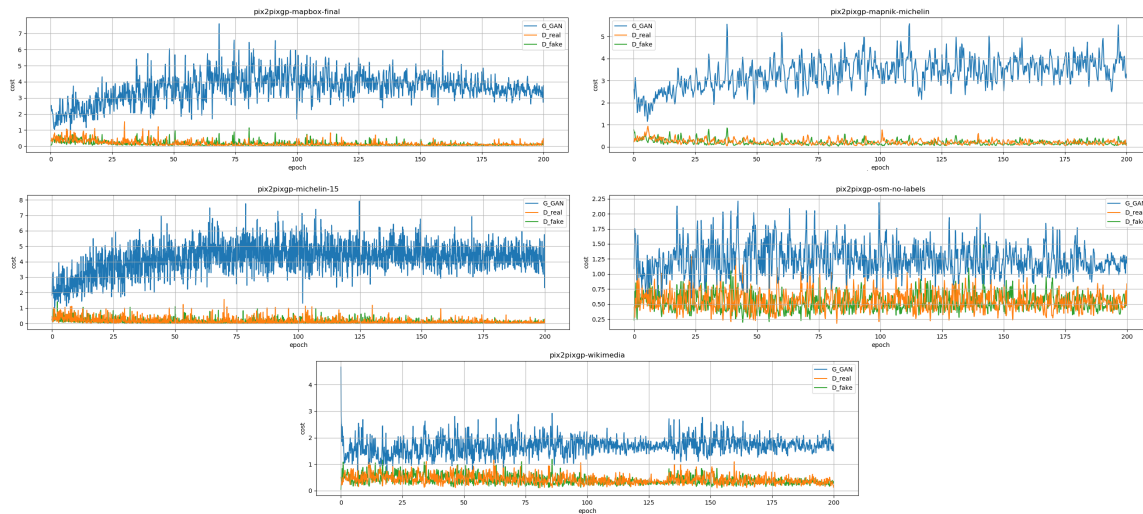 pix2pixgp-mapbox-final
G_GAN
D_real
D_fake
cost
7
6
5
4
3
2
1
0
0 25 50 75 100 125 150 175 200
epoch
pix2pixgp-mapnik-michelin
G_GAN
D_real
D_fake
cost
5
4
3
2
1
0
0 25 50 75 100 125 150 175 200
epoch
pix2pixgp-michelin-15
G_GAN
D_real
D_fake
cost
8
7
6
5
4
3
2
1
0
0 25 50 75 100 125 150 175 200
epoch
pix2pixgp-osm-no-labels
G_GAN
D_real
D_fake
cost
2.25
2.00
1.75
1.50
1.25
1.00
0.75
0.50
0.25
0 25 50 75 100 125 150 175 200
epoch
pix2pixgp-wikimedia
G_GAN
D_real
D_fake
cost
4
3
2
1
0
0 25 50 75 100 125 150 175 200
epoch